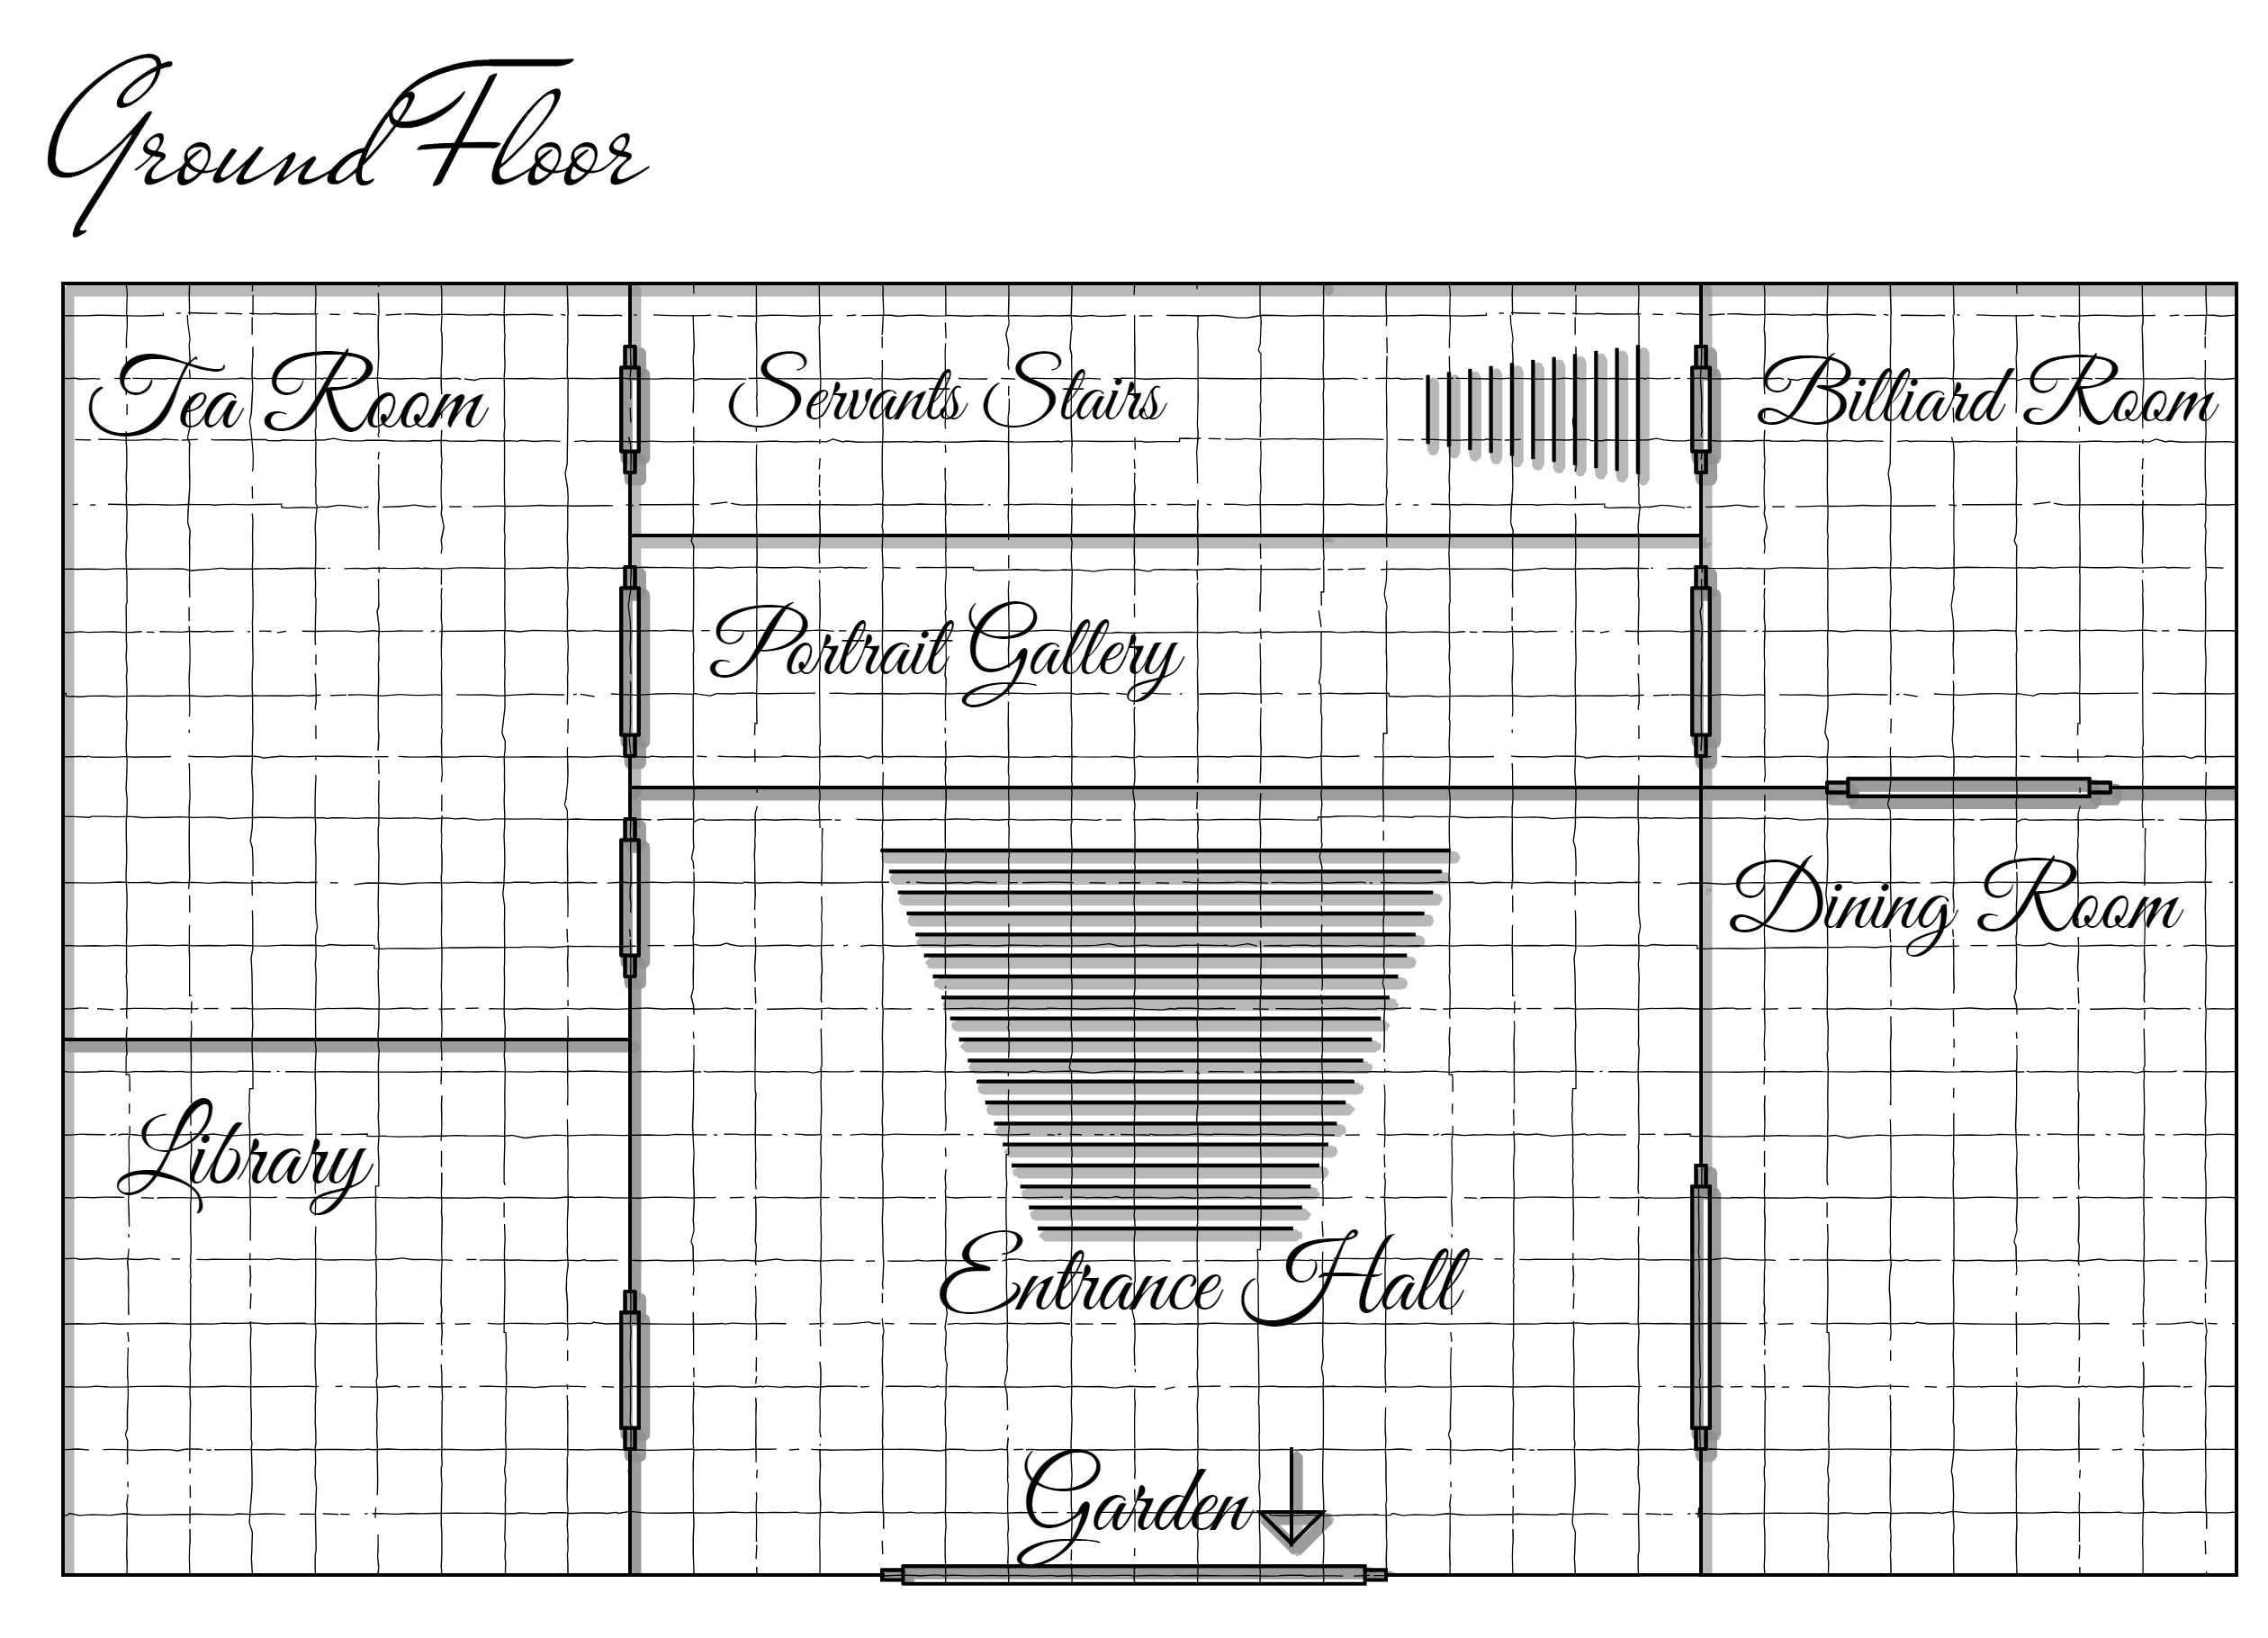 Ground Floor
Tea Room
Servants Stairs
Billiard Room
Portrait Gallery
Dining Room
Library
Entrance Hall
Garden